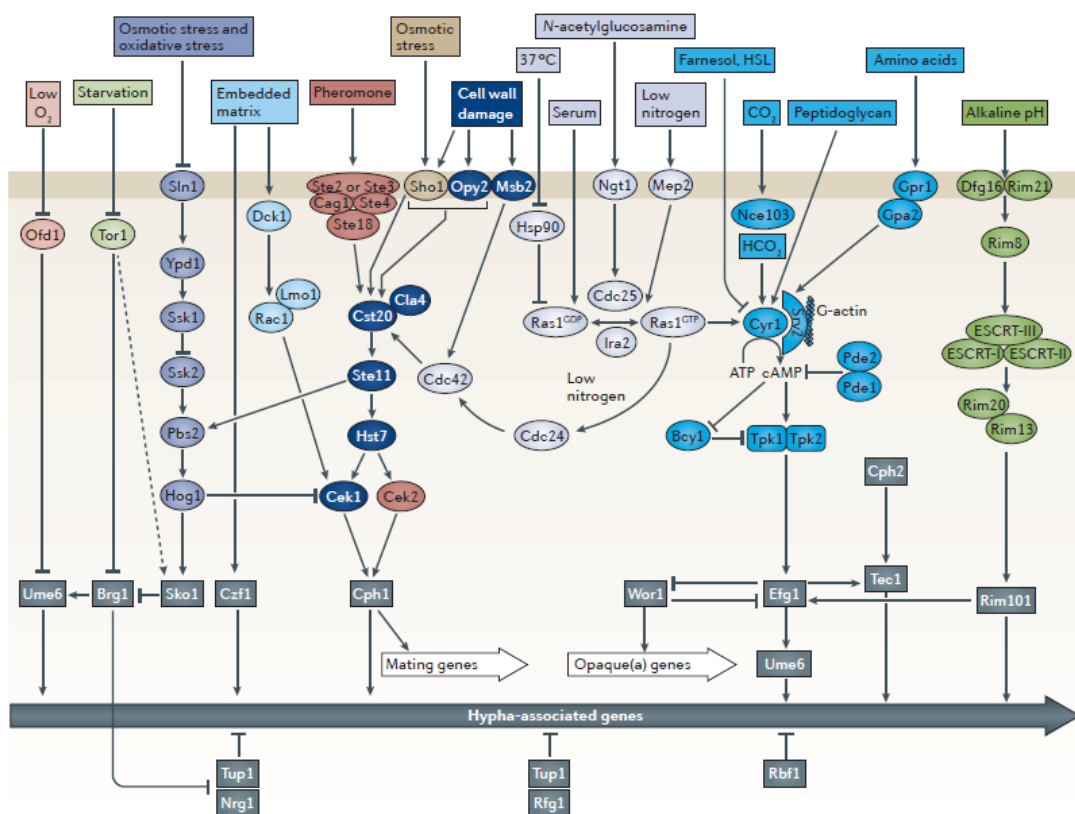 Osmotic stress and
oxidative stress
Osmotic
stress
N-acetylglucosamine
37 °C
Farnesol, HSL
Amino acids
Low
O2
Starvation
Embedded
matrix
Pheromone
Cell wall
damage
Serum
Low
nitrogen
CO2
Peptidoglycan
Alkaline pH
Sln1
Ste2 or Ste3
Cag1
Ste4
Ste18
Sho1
Opy2
Msb2
Ngt1
Mep2
Gpr1
Gpa2
Dfg16
Rim21
Ofd1
Tor1
Dck1
Hsp90
Nce103
HCO2
Rim8
Ypd1
Lmo1
Rac1
Ssk1
Cla4
Cst20
Cdc25
Ras1GDP
Ras1GTP
Ira2
Cyr1
Srv2
G-actin
ESCRT-III
ESCRT-I
ESCRT-II
Ssk2
Ste11
Cdc42
Low
nitrogen
ATP
cAMP
Pde2
Pde1
Rim20
Rim13
Pbs2
Hst7
Cdc24
Bcy1
Tpk1
Tpk2
Hog1
Cek1
Cek2
Cph2
Ume6
Brg1
Sko1
Czf1
Cph1
Wor1
Efg1
Tec1
Rim101
Mating genes
Opaque(a) genes
Ume6
Hypha-associated genes
Tup1
Nrg1
Tup1
Rfg1
Rbf1